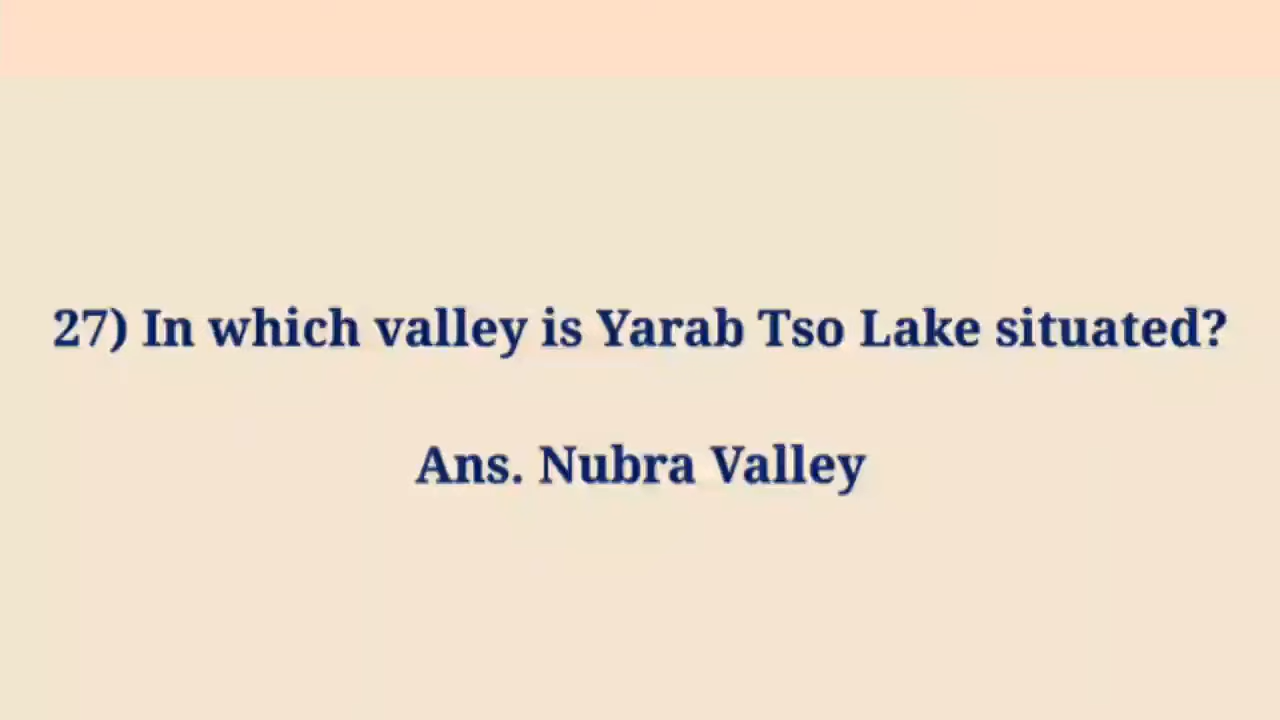 27) In which valley is Yarab Tso Lake situated?
Ans. Nubra Valley